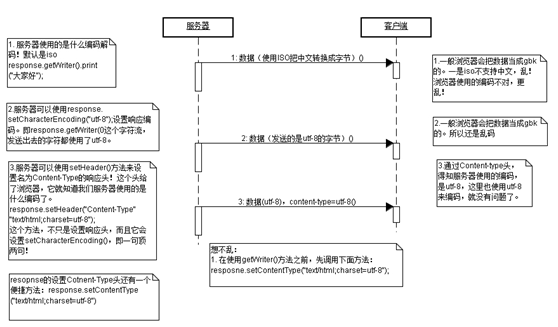 服务器
客户端
1. 服务器使用的是什么编码解
码！默认是iso
response.getWriter().print
("大家好");
1: 数据（使用ISO把中文转换成字节）()
1.一般浏览器会把数据当成gbk
的。一是iso不支持中文，乱！
浏览器使用的编码不对，更
乱！
2.服务器可以使用response.
setCharacterEncoding("utf-8");设置响应编
码。即response.getWriter()这个字符流，
发送出去的字符都使用了utf-8。
2: 数据（发送的是utf-8的字节）()
2.一般浏览器会把数据当成gbk
的。所以还是乱码
3.服务器可以使用setHeader()方法来设
置名为Content-Type的响应头！这个头给
了浏览器，它就知道我们服务器使用的是
什么编码了。
response.setHeader("Content-Type"
"text/html;charset=utf-8");
这个方法，不只是设置响应头，而且它会
设置setCharacterEncoding()，即一句顶
两句！
3: 数据(utf-8)，content-type=utf-8()
3.通过Content-type头，
得知服务器使用的编码，
是utf-8，这里也使用utf-8
来编码，就没有问题了。
想不乱：
1. 在使用getWriter()方法之前，先调用下面方法：
resposne.setContentType("text/html;charset=utf-8");
resopnse的设置Cotnent-Type头还有一个
便捷方法：response.setContentType
("text/html;charset=utf-8")